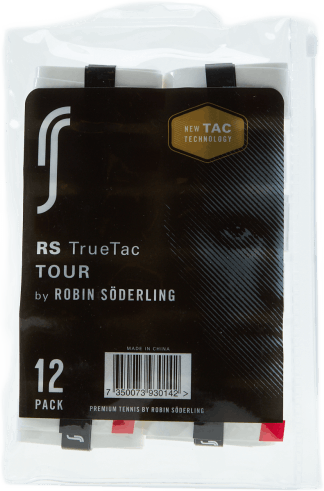 NEW TAC
TECHNOLOGY
RS TrueTac
TOUR
by ROBIN SÖDERLING
12
PACK
MADE IN CHINA
7 350073 930142 >
PREMIUM TENNIS BY ROBIN SÖDERLING